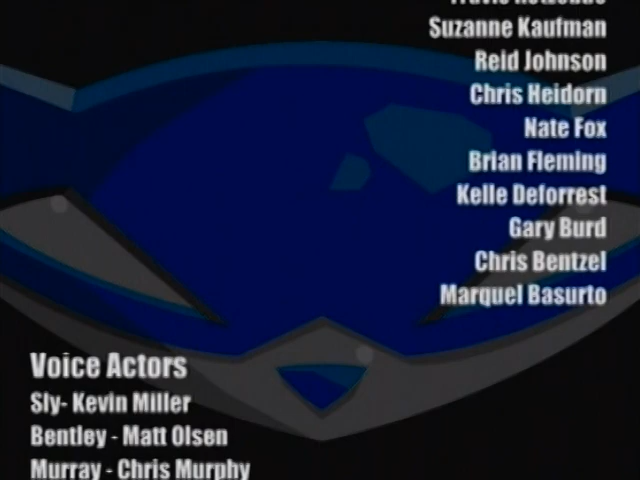 Suzanne Kaufman
Reid Johnson
Chris Heidorn
Nate Fox
Brian Fleming
Kelle Deforrest
Gary Burd
Chris Bentzel
Marquel Basurto
Voice Actors
Sly- Kevin Miller
Bentley - Matt Olsen
Murray - Chris Murphy